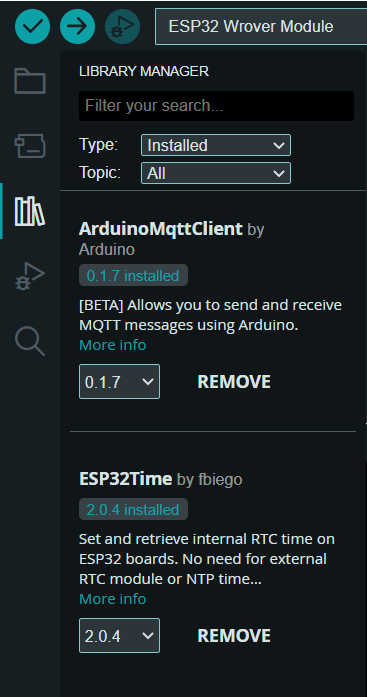 ESP32 Wrover Module
LIBRARY MANAGER
Filter your search...
Type: Installed
Topic: All
ArduinoMqttClient by
Arduino
0.1.7 installed
[BETA] Allows you to send and receive
MQTT messages using Arduino.
More info
0.1.7 REMOVE
ESP32Time by fbiego
2.0.4 installed
Set and retrieve internal RTC time on
ESP32 boards. No need for external
RTC module or NTP time...
More info
2.0.4 REMOVE